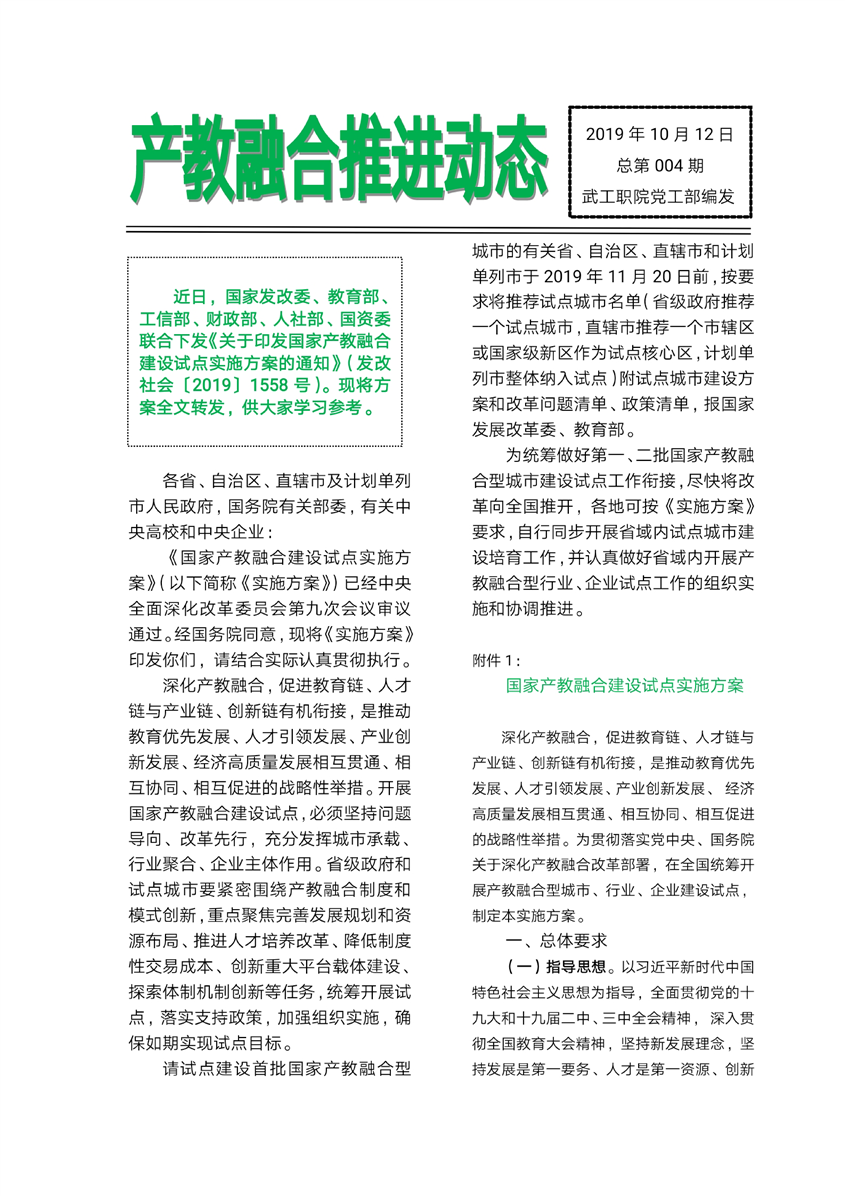 产教融合推进动态
2019 年 10 月 12 日
总第 004 期
武工职院党工部编发
近日，国家发改委、教育部、
工信部、财政部、人社部、国资委
联合下发《关于印发国家产教融合
建设试点实施方案的通知》（发改
社会〔2019〕1558 号）。现将方
案全文转发，供大家学习参考。
各省、自治区、直辖市及计划单列
市人民政府，国务院有关部委，有关中
央高校和中央企业：
《国家产教融合建设试点实施方
案》（以下简称《实施方案》）已经中央
全面深化改革委员会第九次会议审议
通过。经国务院同意，现将《实施方案》
印发你们，请结合实际认真贯彻执行。
深化产教融合，促进教育链、人才
链与产业链、创新链有机衔接，是推动
教育优先发展、人才引领发展、产业创
新发展、经济高质量发展相互贯通、相
互协同、相互促进的战略性举措。开展
国家产教融合建设试点，必须坚持问题
导向、改革先行，充分发挥城市承载、
行业聚合、企业主体作用。省级政府和
试点城市要紧密围绕产教融合制度和
模式创新，重点聚焦完善发展规划和资
源布局、推进人才培养改革、降低制度
性交易成本、创新重大平台载体建设、
探索体制机制创新等任务，统筹开展试
点，落实支持政策，加强组织实施，确
保如期实现试点目标。
请试点建设首批国家产教融合型
城市的有关省、自治区、直辖市和计划
单列市于 2019 年 11 月 20 日前，按要
求将推荐试点城市名单（省级政府推荐
一个试点城市，直辖市推荐一个市辖区
或国家级新区作为试点核心区，计划单
列市整体纳入试点）附试点城市建设方
案和改革问题清单、政策清单，报国家
发展改革委、教育部。
为统筹做好第一、二批国家产教融
合型城市建设试点工作衔接，尽快将改
革向全国推开，各地可按《实施方案》
要求，自行同步开展省域内试点城市建
设培育工作，并认真做好省域内开展产
教融合型行业、企业试点工作的组织实
施和协调推进。
附件 1：
国家产教融合建设试点实施方案
深化产教融合，促进教育链、人才链与
产业链、创新链有机衔接，是推动教育优先
发展、人才引领发展、产业创新发展、经济
高质量发展相互贯通、相互协同、相互促进
的战略性举措。为贯彻落实党中央、国务院
关于深化产教融合改革部署，在全国统筹开
展产教融合型城市、行业、企业建设试点，
制定本实施方案。
一、总体要求
（一）指导思想。以习近平新时代中国
特色社会主义思想为指导，全面贯彻党的十
九大和十九届二中、三中全会精神，深入贯
彻全国教育大会精神，坚持新发展理念，坚
持发展是第一要务、人才是第一资源、创新